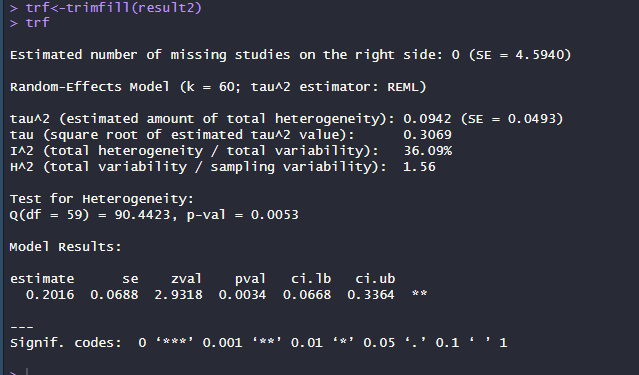 > trf<-trimfill(result2)
> trf
Estimated number of missing studies on the right side: 0 (SE = 4.5940)
Random-Effects Model (k = 60; tau^2 estimator: REML)
tau^2 (estimated amount of total heterogeneity): 0.0942 (SE = 0.0493)
tau (square root of estimated tau^2 value):      0.3069
I^2 (total heterogeneity / total variability):   36.09%
H^2 (total variability / sampling variability):  1.56
Test for Heterogeneity:
Q(df = 59) = 90.4423, p-val = 0.0053
Model Results:
estimate      se    zval    pval   ci.lb   ci.ub
  0.2016  0.0688  2.9318  0.0034  0.0668  0.3364  **
---
Signif. codes:  0 ‘***’ 0.001 ‘**’ 0.01 ‘*’ 0.05 ‘.’ 0.1 ‘ ’ 1
>